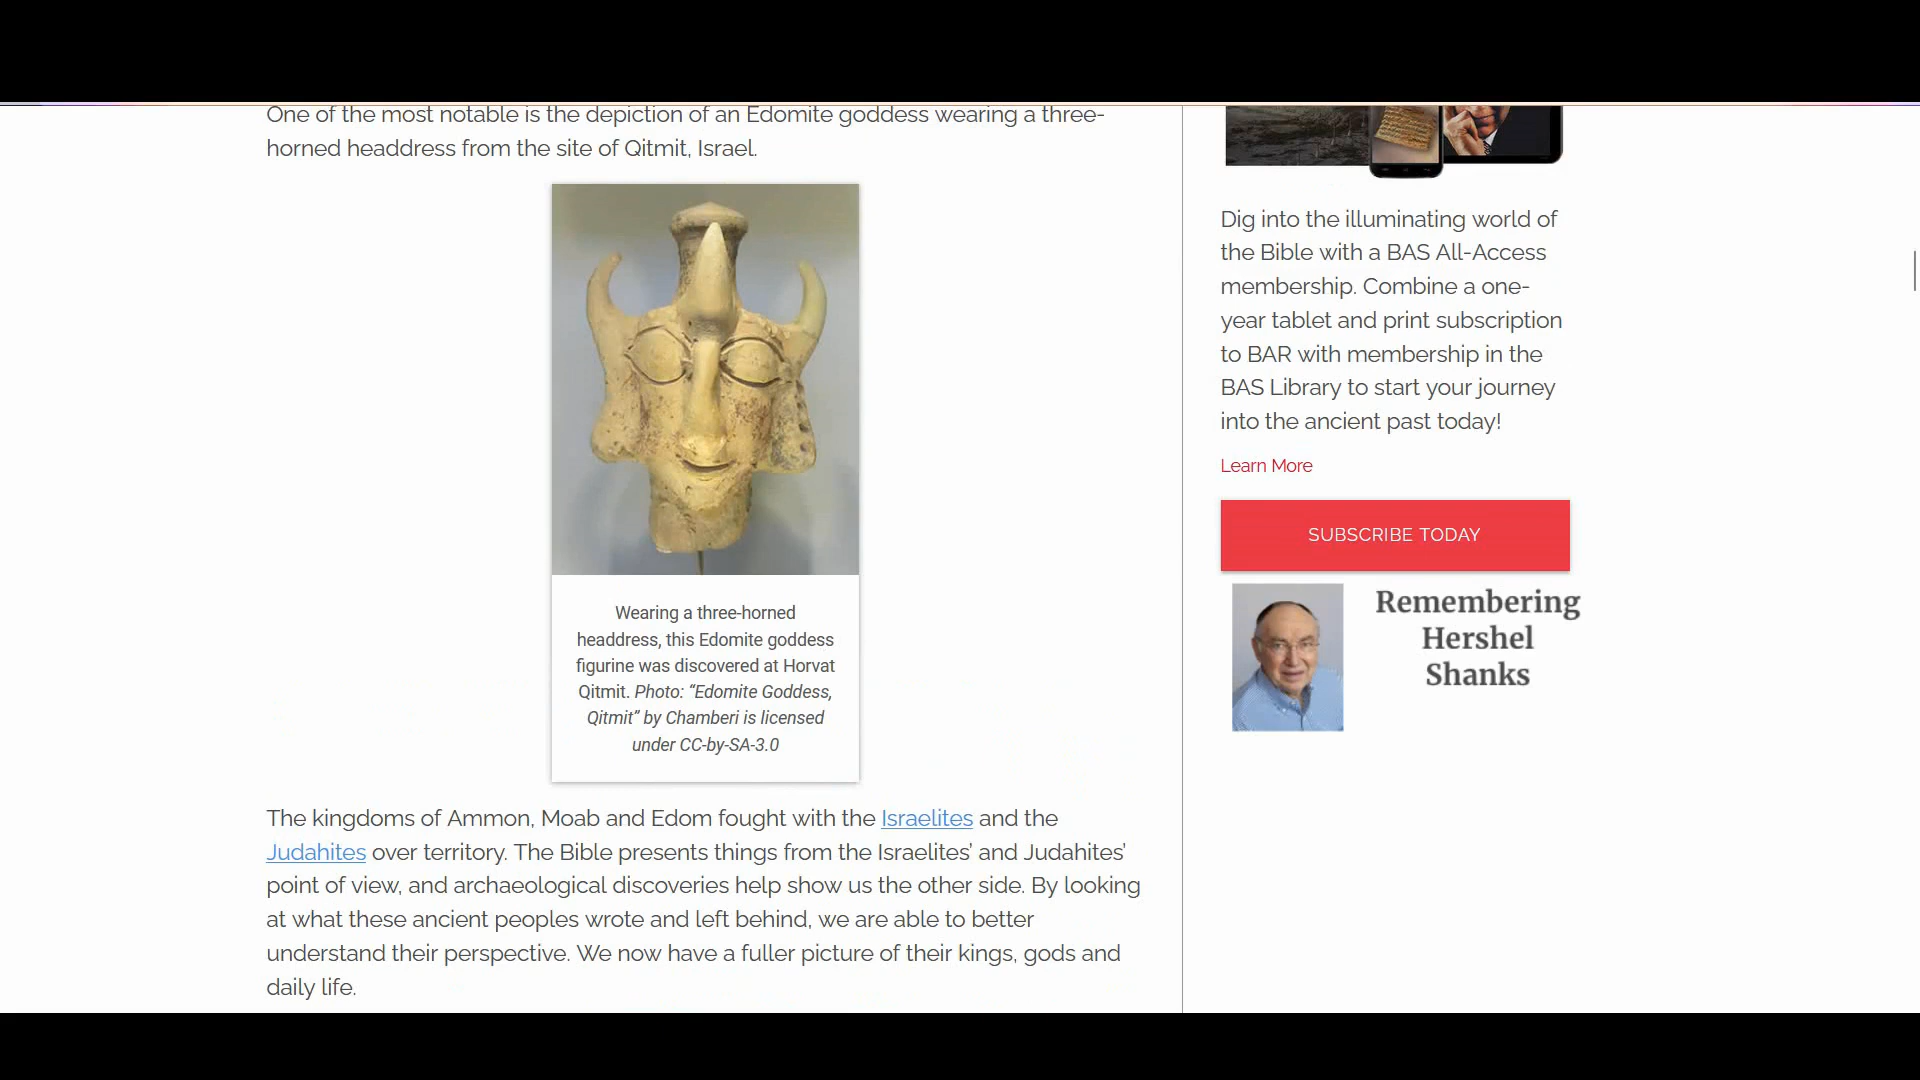 One of the most notable is the depiction of an Edomite goddess wearing a three-
horned headdress from the site of Qitmit, Israel.
Wearing a three-horned
headdress, this Edomite goddess
figurine was discovered at Horvat
Qitmit. Photo: “Edomite Goddess,
Qitmit” by Chamberi is licensed
under CC-by-SA-3.0
The kingdoms of Ammon, Moab and Edom fought with the Israelites and the
Judahites over territory. The Bible presents things from the Israelites’ and Judahites’
point of view, and archaeological discoveries help show us the other side. By looking
at what these ancient peoples wrote and left behind, we are able to better
understand their perspective. We now have a fuller picture of their kings, gods and
daily life.
Dig into the illuminating world of
the Bible with a BAS All-Access
membership. Combine a one-
year tablet and print subscription
to BAR with membership in the
BAS Library to start your journey
into the ancient past today!
Learn More
SUBSCRIBE TODAY
Remembering
Hershel
Shanks